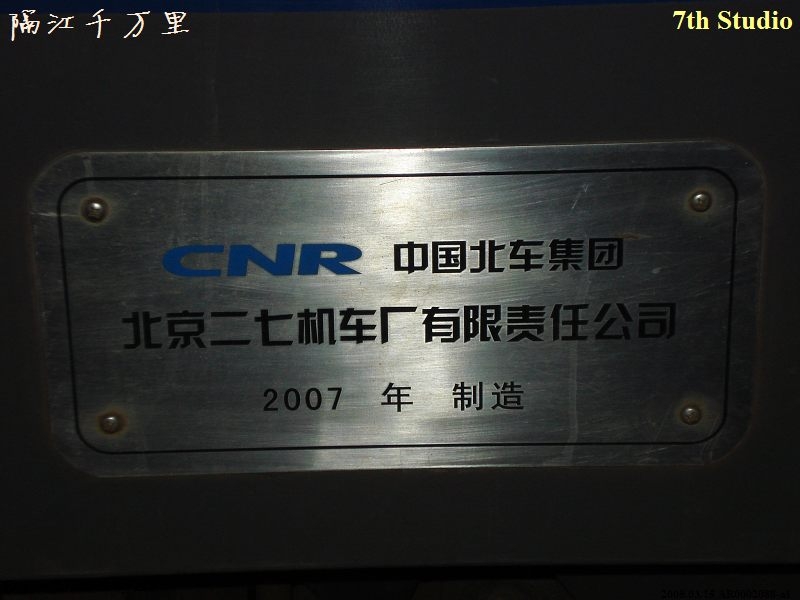 隔江千万里
7th Studio
CNR 中国北车集团
北京二七机车厂有限责任公司
2007 年 制造